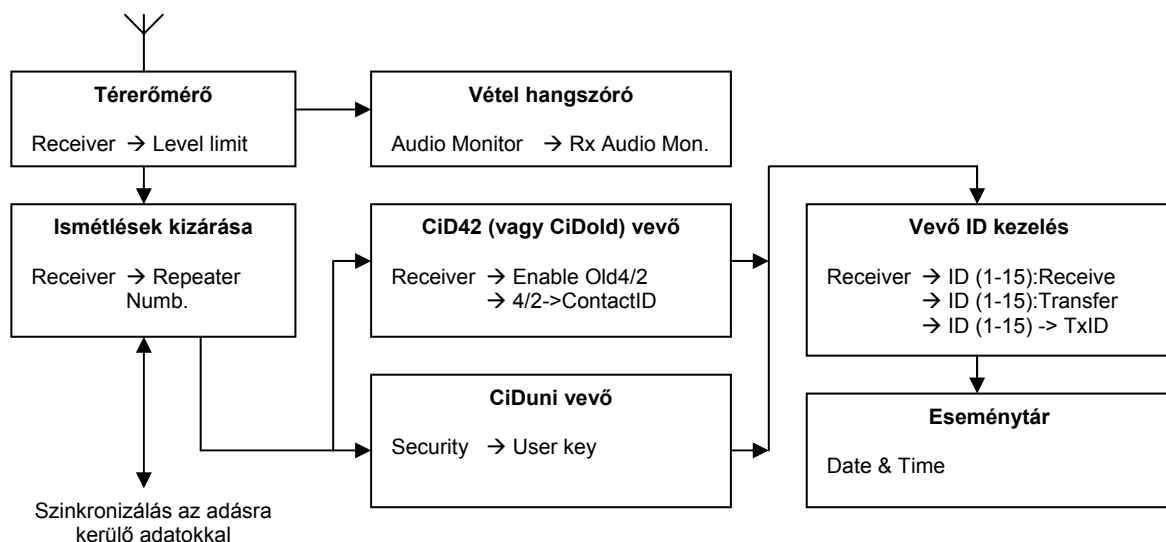 Térerőmérő
Receiver → Level limit
Vétel hangszóró
Audio Monitor → Rx Audio Mon.
Ismétlések kizárása
Receiver → Repeater
Numb.
CiD42 (vagy CiDold) vevő
Receiver → Enable Old4/2
→ 4/2->ContactID
Vevő ID kezelés
Receiver → ID (1-15):Receive
→ ID (1-15):Transfer
→ ID (1-15) -> TxID
CiDuni vevő
Security → User key
Eseménytár
Date & Time
Szinkronizálás az adásra
kerülő adatokkal